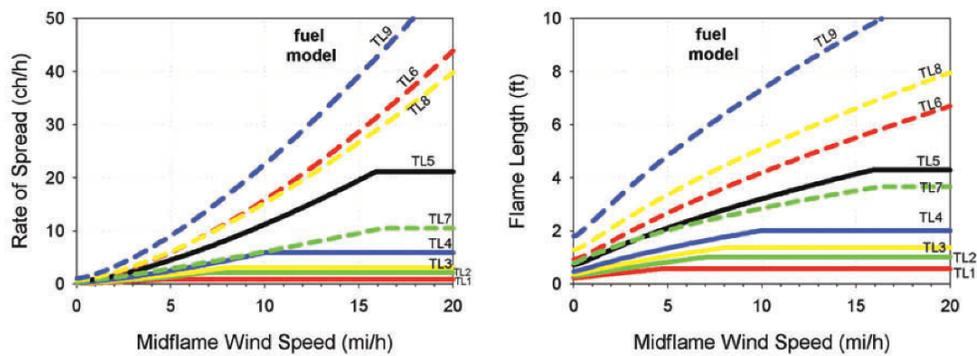 50
40
30
20
10
0
Rate of Spread (ch/h)
fuel
model
TL9
TL6
TL8
TL5
TL7
TL4
TL3
TL2
TL1
0 5 10 15 20
Midflame Wind Speed (mi/h)
10
8
6
4
2
0
Flame Length (ft)
fuel
model
TL9
TL8
TL6
TL5
TL7
TL4
TL3
TL2
TL1
0 5 10 15 20
Midflame Wind Speed (mi/h)